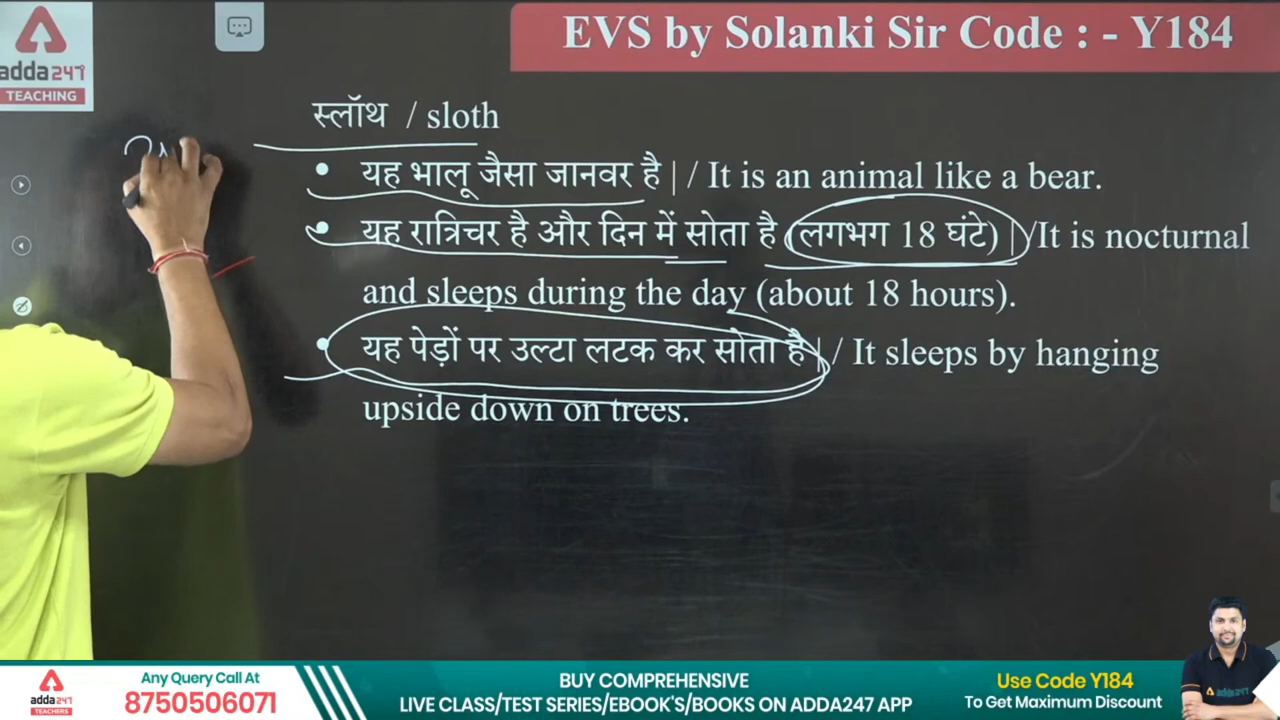 EVS by Solanki Sir Code : - Y184
adda247
TEACHING
स्लॉथ / sloth
• यह भालू जैसा जानवर है | / It is an animal like a bear.
• यह रात्रिचर है और दिन में सोता है (लगभग 18 घंटे) | /It is nocturnal
and sleeps during the day (about 18 hours).
• यह पेड़ों पर उल्टा लटक कर सोता है | / It sleeps by hanging
upside down on trees.
adda247
TEACHERS
Any Query Call At
8750506071
BUY COMPREHENSIVE
LIVE CLASS/TEST SERIES/EBOOK'S/BOOKS ON ADDA247 APP
Use Code Y184
To Get Maximum Discount